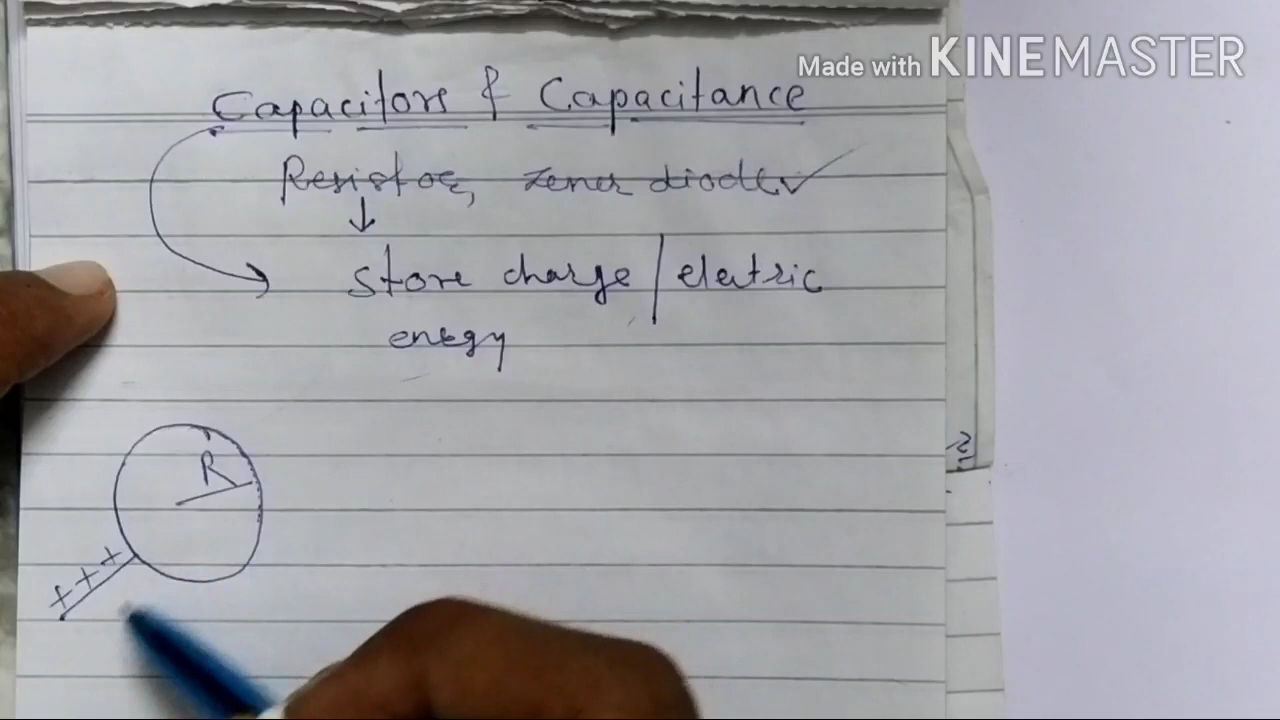 Made with KINEMASTER
Capacitors & Capacitance
Resistor, zener diode ✓
↓
store charge / electric
energy
R
+ + +